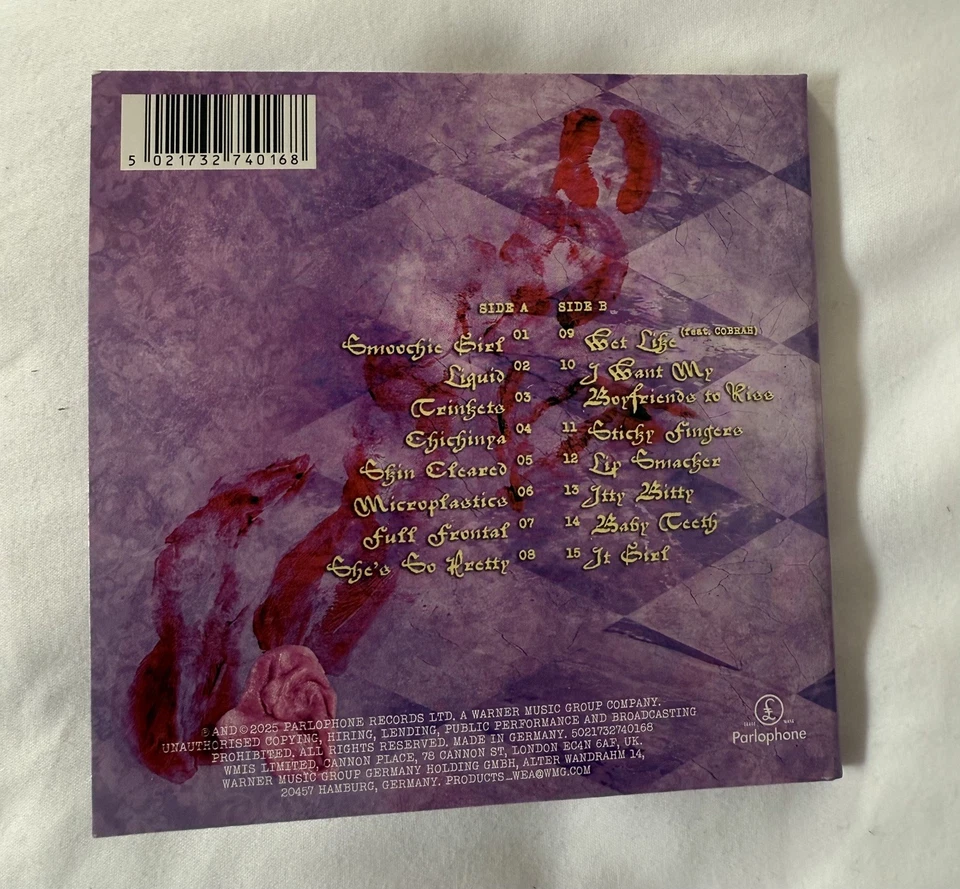 5 021732 740168
SIDE A
Smoochie Girl 01
Liquid 02
Trinkets 03
Chichinya 04
Skin Cleared 05
Microplastics 06
Full Frontal 07
She's So Pretty 08
SIDE B
09 Wet Like (feat. COBRAH)
10 I Want My
Boyfriends to Kiss
11 Sticky Fingers
12 Lip Smacker
13 Itty Bitty
14 Baby Teeth
15 It Girl
℗ AND © 2025 PARLOPHONE RECORDS LTD. A WARNER MUSIC GROUP COMPANY.
UNAUTHORISED COPYING, HIRING, LENDING, PUBLIC PERFORMANCE AND BROADCASTING
PROHIBITED. ALL RIGHTS RESERVED. MADE IN GERMANY. 5021732740168
WMIS LIMITED, CANNON PLACE, 78 CANNON ST, LONDON EC4N 6AF, UK.
WARNER MUSIC GROUP GERMANY HOLDING GMBH, ALTER WANDRAHM 14,
20457 HAMBURG, GERMANY. PRODUCTS_WEA@WMG.COM
£
Parlophone